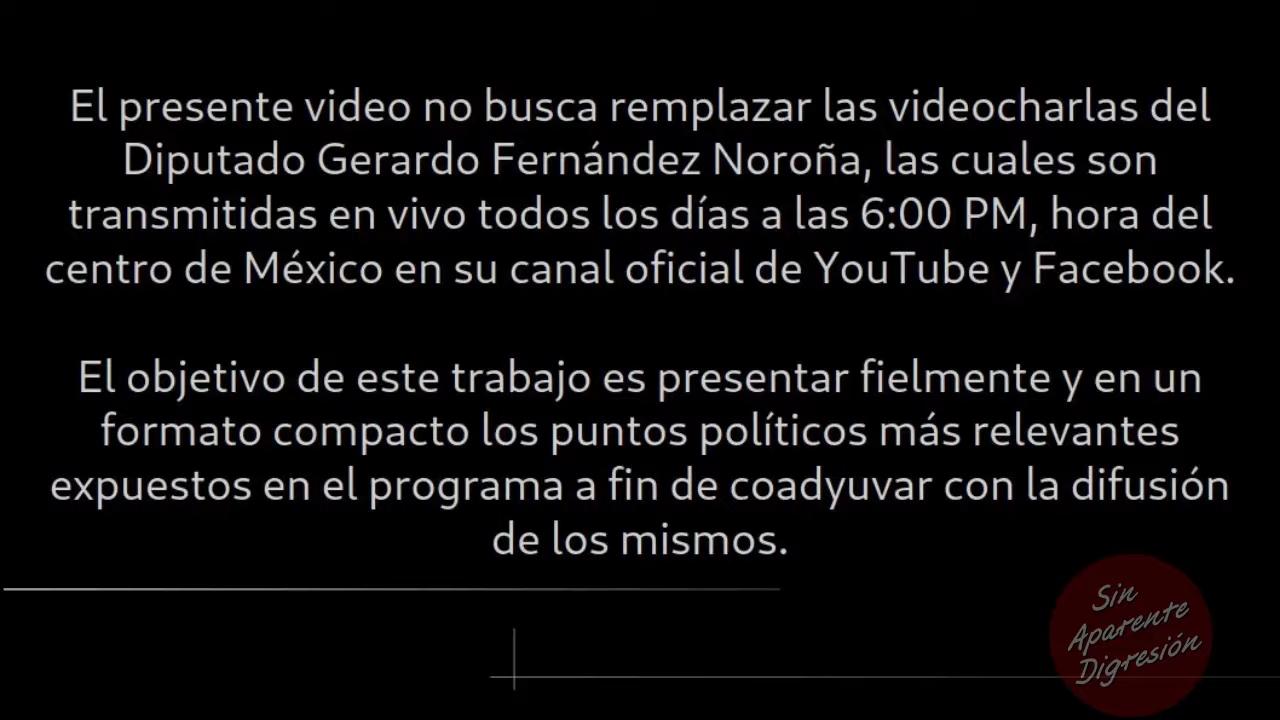 El presente video no busca remplazar las videocharlas del
Diputado Gerardo Fernández Noroña, las cuales son
transmitidas en vivo todos los días a las 6:00 PM, hora del
centro de México en su canal oficial de YouTube y Facebook.
El objetivo de este trabajo es presentar fielmente y en un
formato compacto los puntos políticos más relevantes
expuestos en el programa a fin de coadyuvar con la difusión
de los mismos.
Sin
Aparente
Digresión